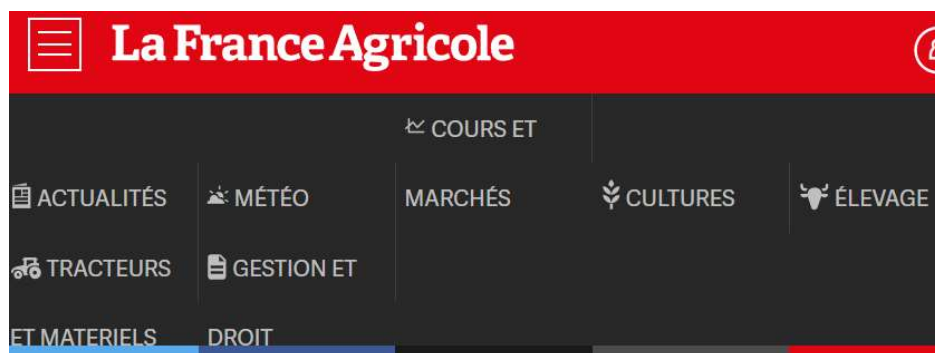 La France Agricole
COURS ET
ACTUALITÉS MÉTÉO MARCHÉS CULTURES ÉLEVAGE
TRACTEURS GESTION ET
ET MATERIELS DROIT